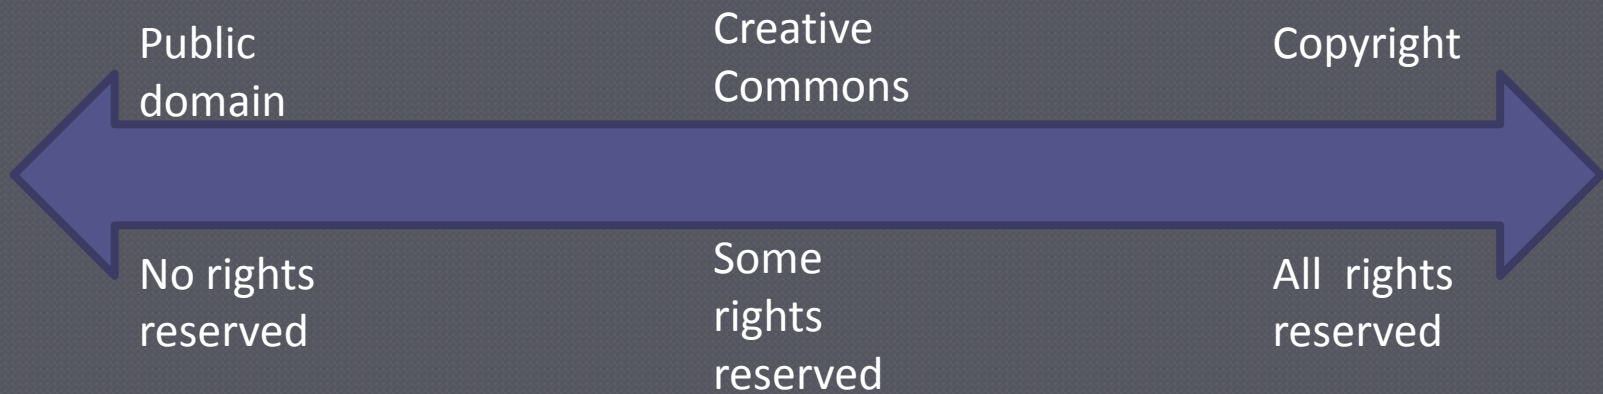 Public
domain
Creative
Commons
Copyright
No rights
reserved
Some
rights
reserved
All  rights
reserved